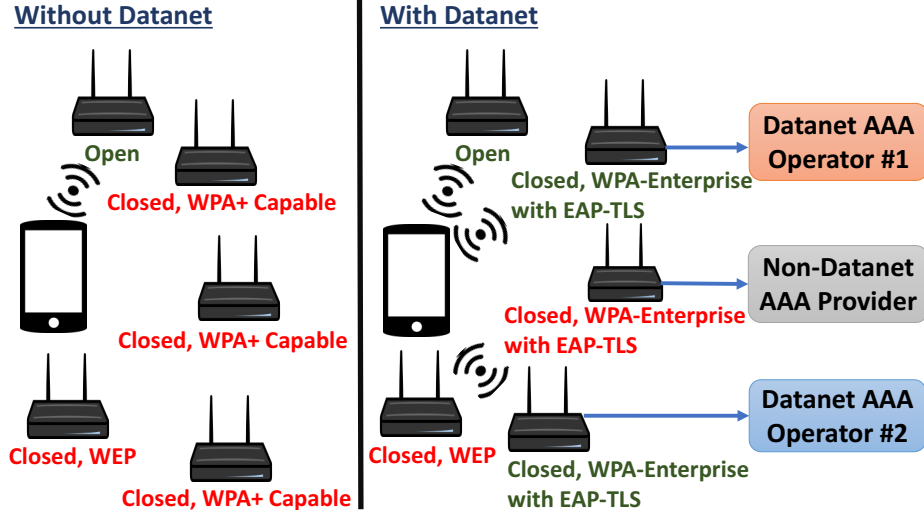 Without Datanet
Open
Closed, WPA+ Capable
Closed, WPA+ Capable
Closed, WEP
Closed, WPA+ Capable
With Datanet
Open
Closed, WPA-Enterprise
with EAP-TLS
Datanet AAA
Operator #1
Closed, WPA-Enterprise
with EAP-TLS
Non-Datanet
AAA Provider
Closed, WEP
Closed, WPA-Enterprise
with EAP-TLS
Datanet AAA
Operator #2